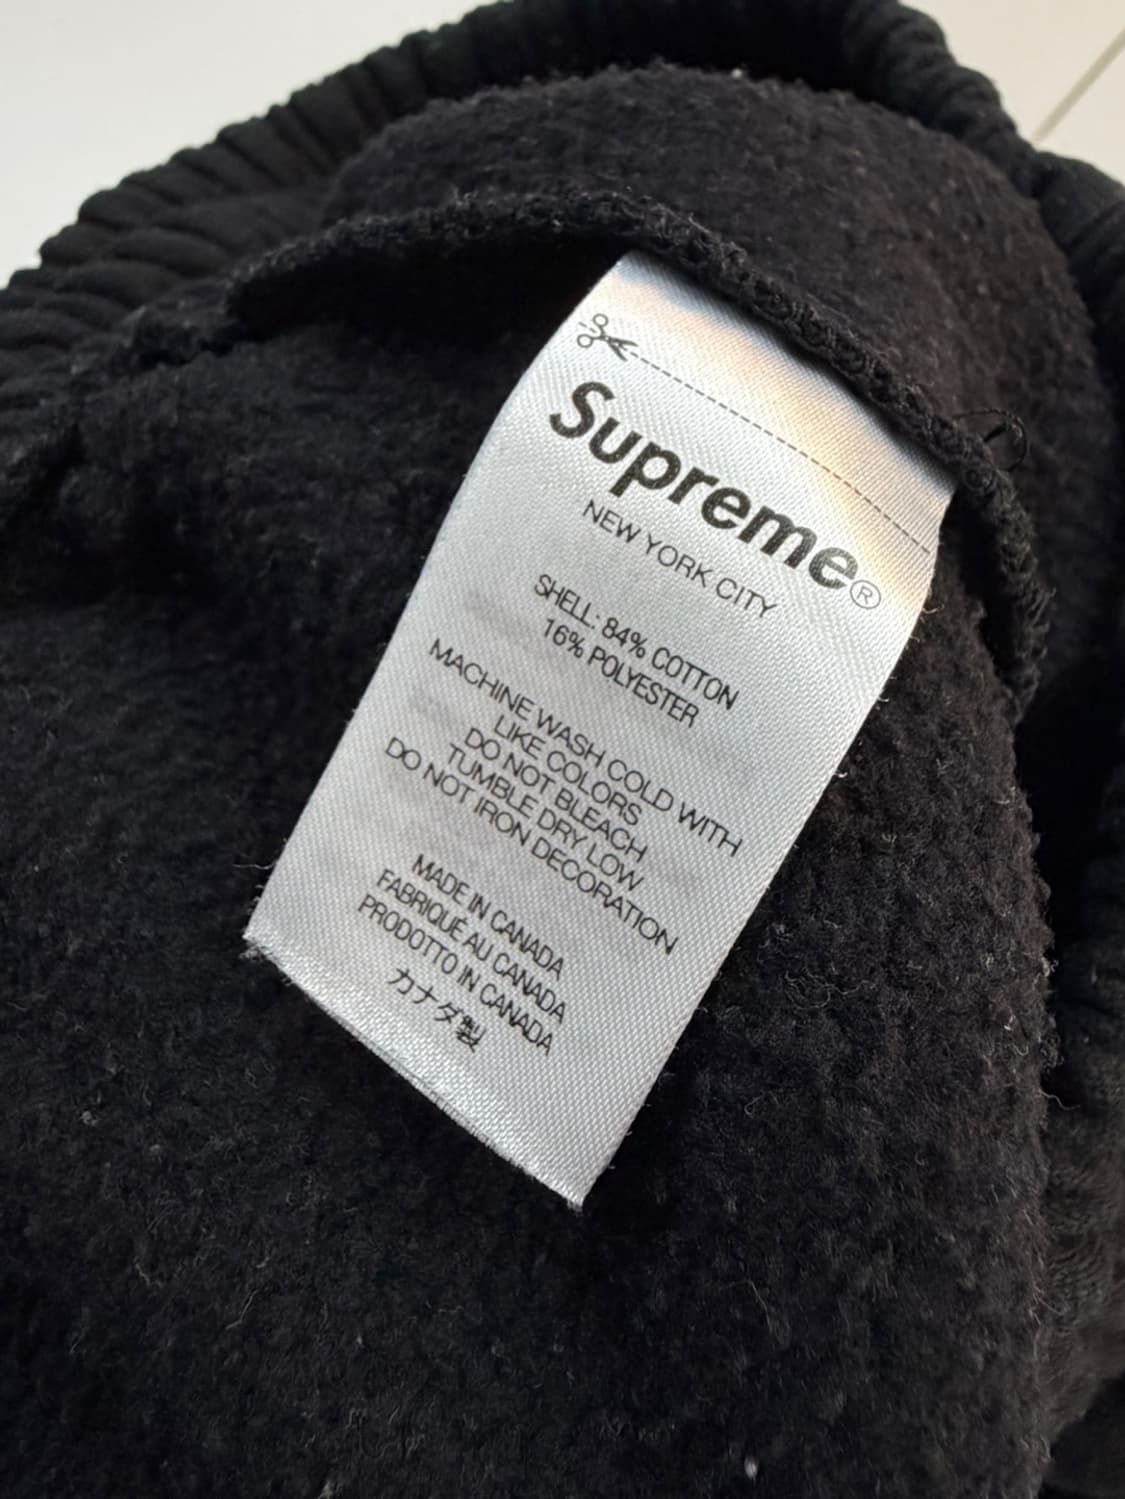 Supreme®
NEW YORK CITY
SHELL: 84% COTTON
16% POLYESTER
MACHINE WASH COLD WITH
LIKE COLORS
DO NOT BLEACH
TUMBLE DRY LOW
DO NOT IRON DECORATION
MADE IN CANADA
FABRIQUÉ AU CANADA
PRODOTTO IN CANADA
カナダ製